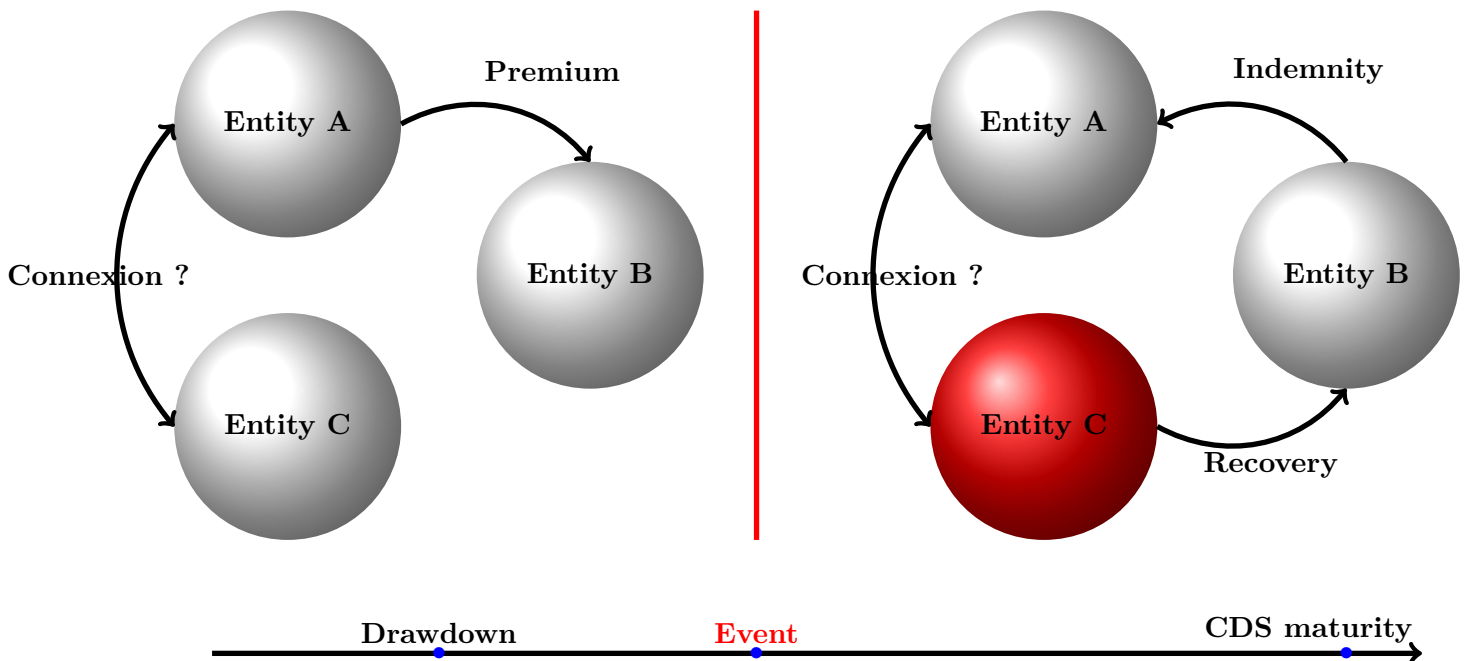 Premium
Entity A
Entity B
Connexion ?
Entity C
Indemnity
Entity A
Entity B
Connexion ?
Entity C
Recovery
Drawdown
Event
CDS maturity